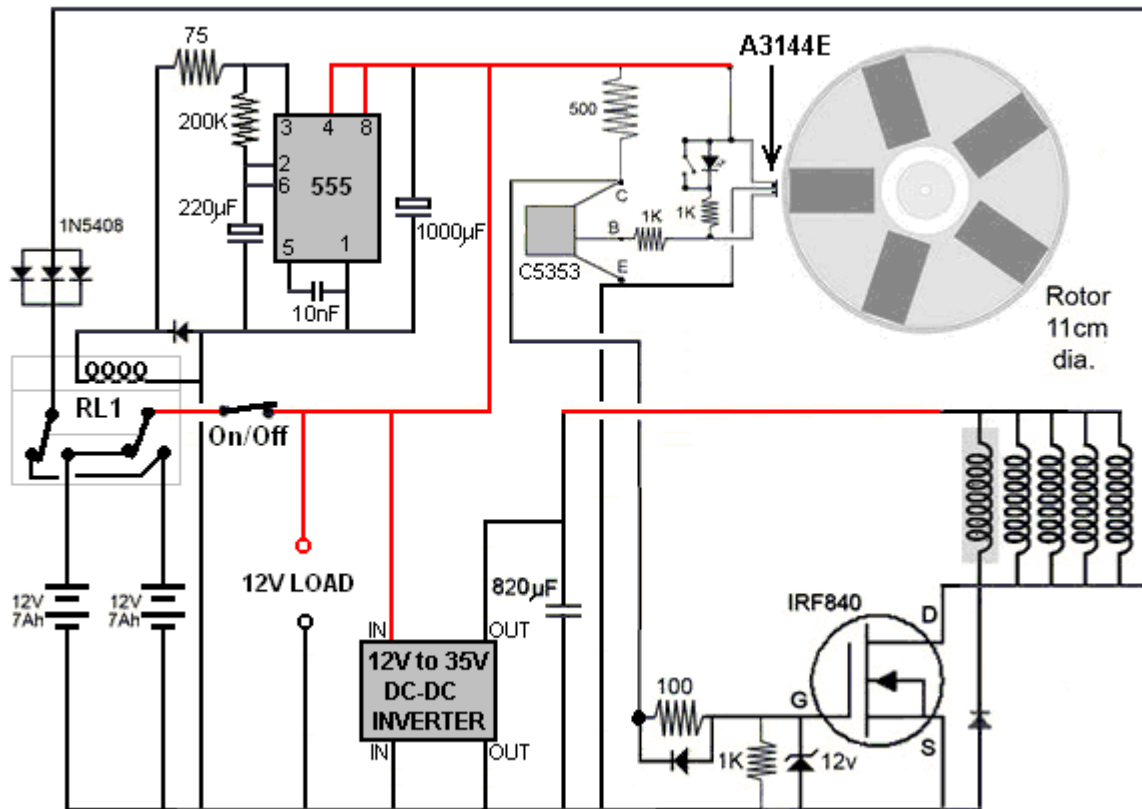 75
A3144E
500
200K
3
4
8
2
6
555
220µF
1N5408
1000µF
5
1
10nF
C
B
E
1K
1K
C5353
Rotor
11cm
dia.
RL1
On/Off
12V
7Ah
12V
7Ah
12V LOAD
820µF
IN
OUT
12V to 35V
DC-DC
INVERTER
IN
OUT
IRF840
D
G
S
100
1K
12v